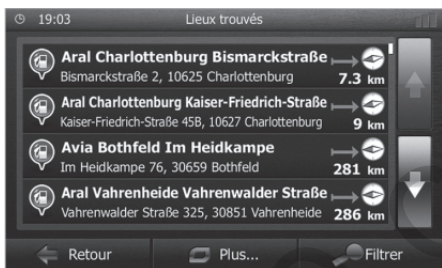 19:03 Lieux trouvés
Aral Charlottenburg Bismarckstraße
Bismarckstraße 2, 10625 Charlottenburg 7.3 km
Aral Charlottenburg Kaiser-Friedrich-Straße
Kaiser-Friedrich-Straße 45B, 10627 Charlottenburg 9 km
Avia Bothfeld Im Heidkampe
Im Heidkampe 76, 30659 Bothfeld 281 km
Aral Vahrenheide Vahrenwalder Straße
Vahrenwalder Straße 325, 30851 Vahrenheide 286 km
Retour Plus... Filtrer